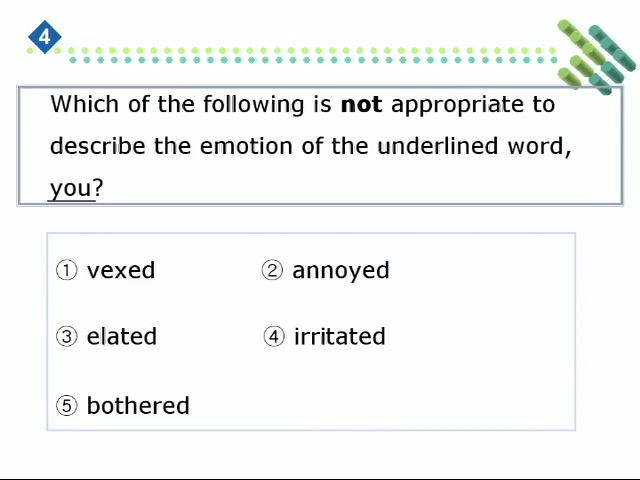 4
Which of the following is not appropriate to
describe the emotion of the underlined word,
you?
① vexed ② annoyed
③ elated ④ irritated
⑤ bothered